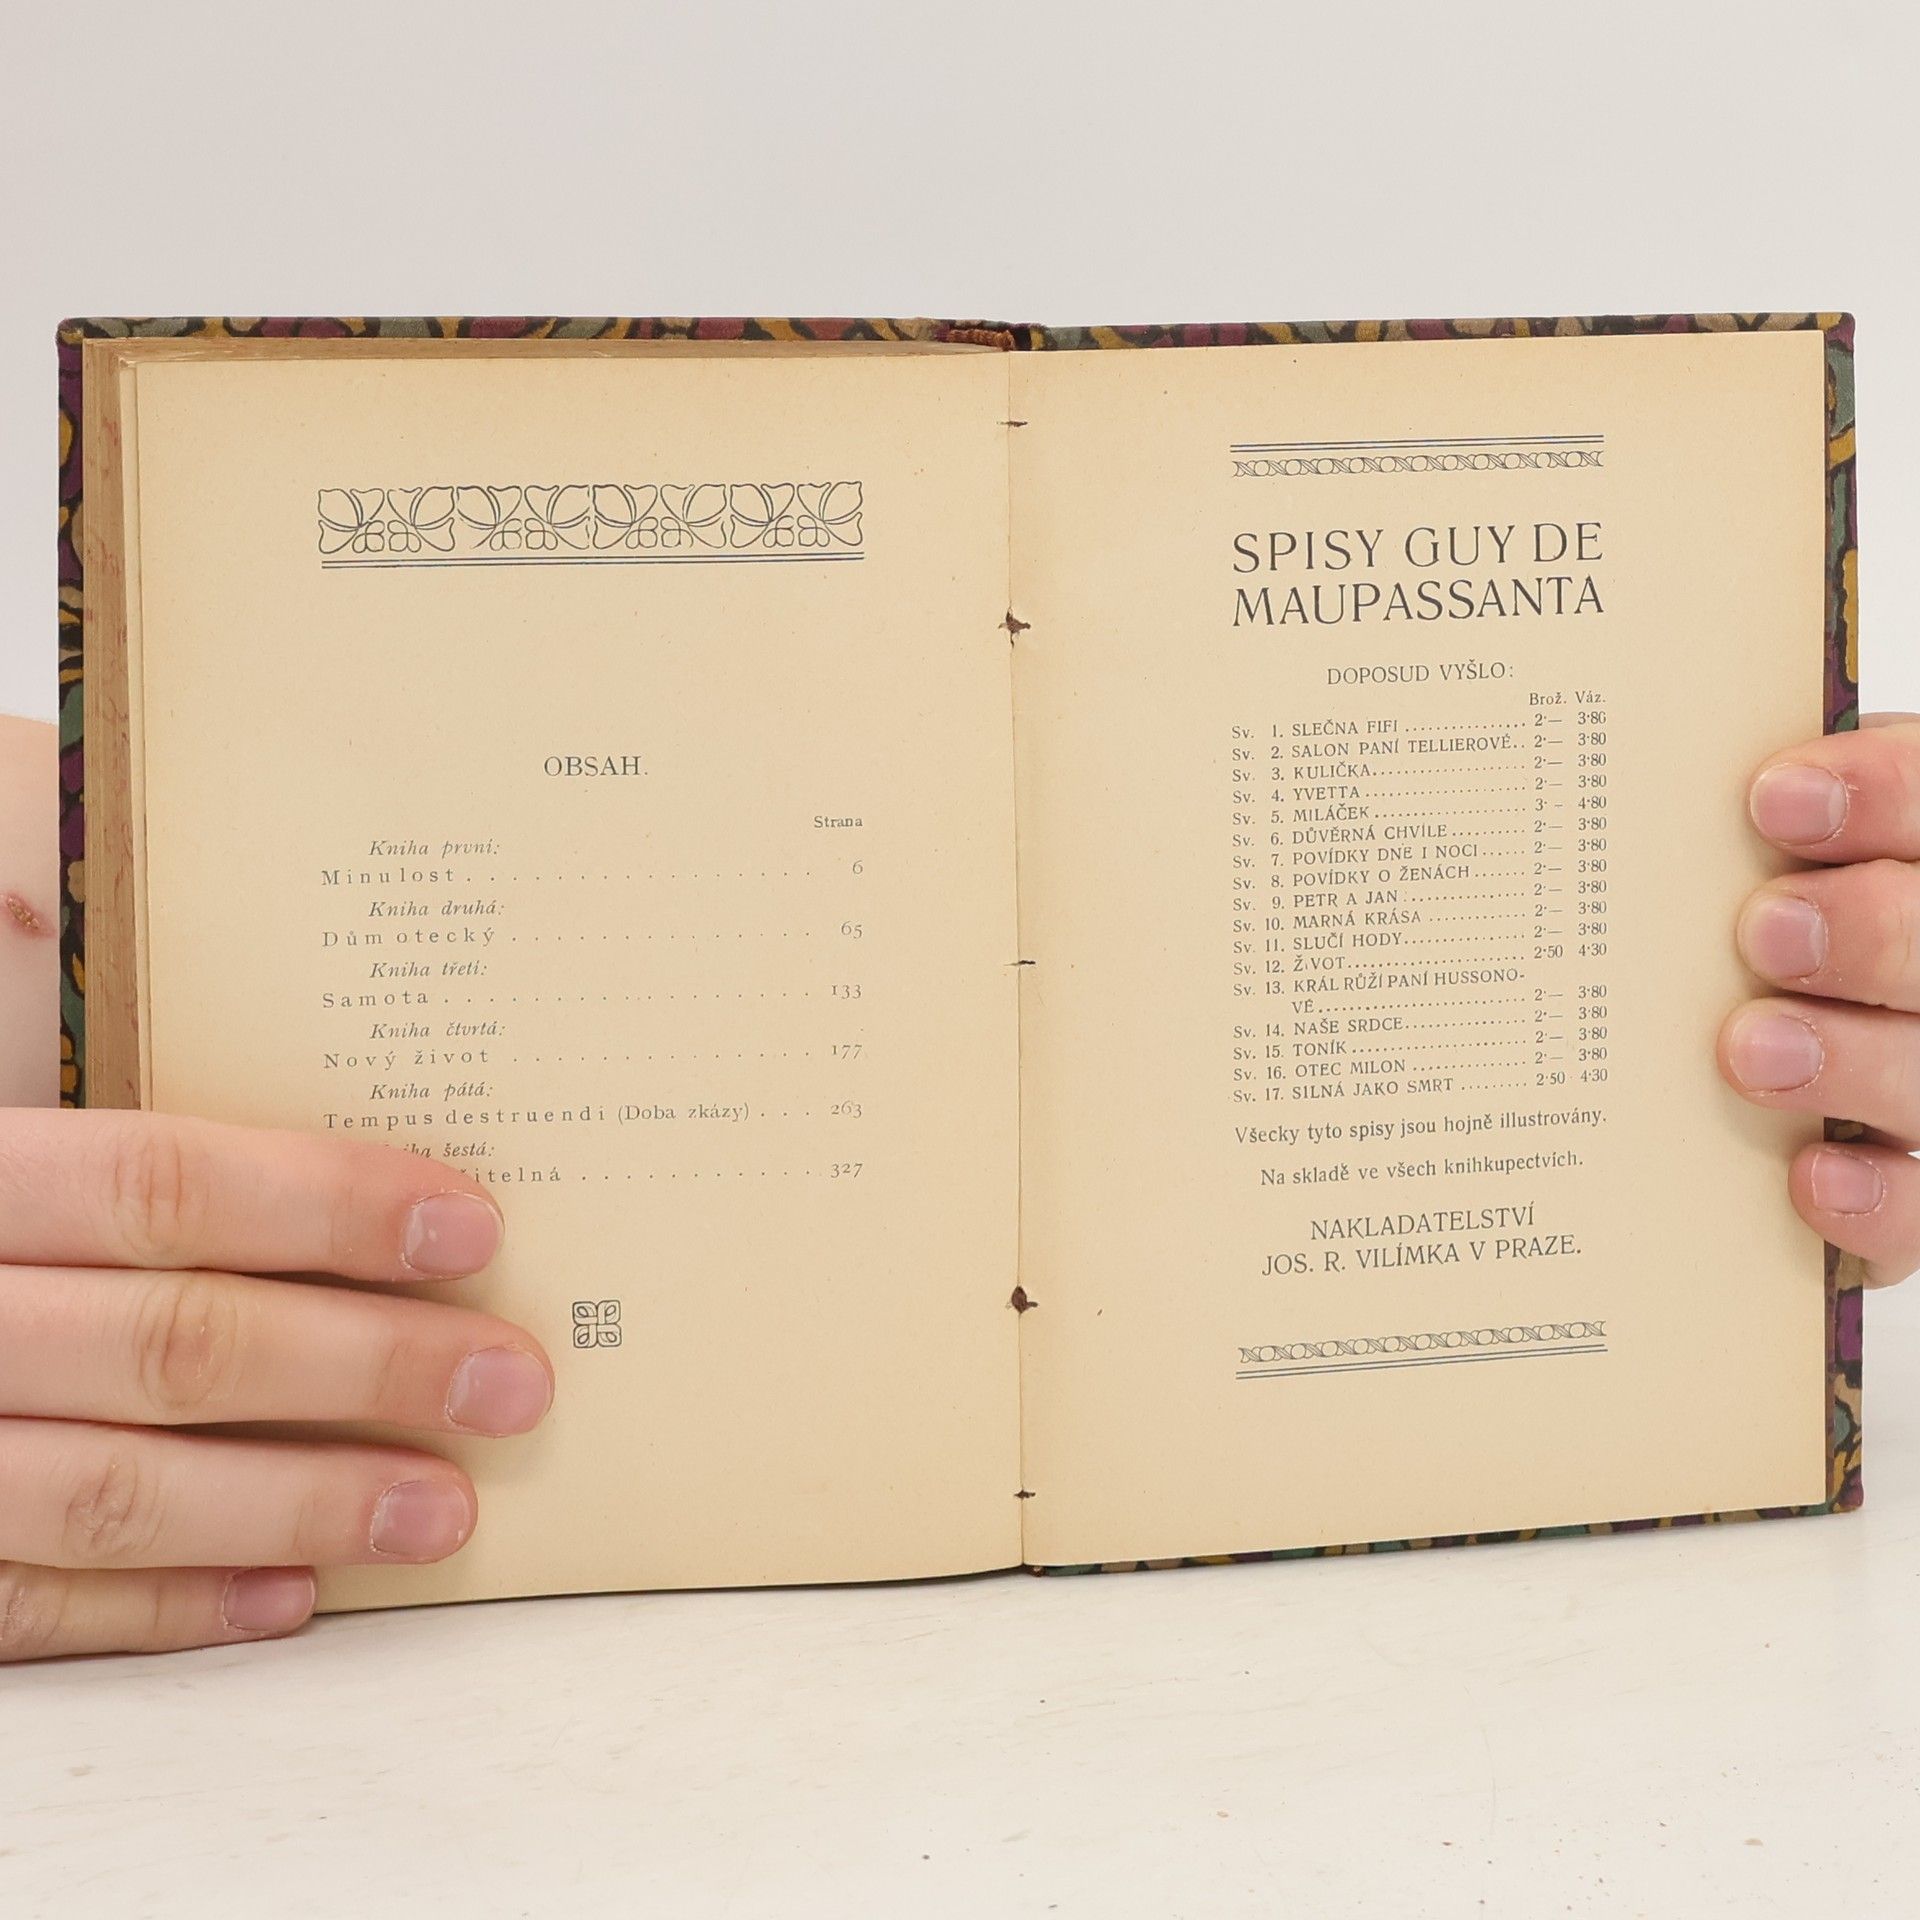 OBSAH.
Strana
Kniha první:
Minulost . . . . . . . . . . . . . . . . . 6
Kniha druhá:
Dům otecký . . . . . . . . . . . . . . 65
Kniha třetí:
Samota . . . . . . . . . . . . . . . . . 133
Kniha čtvrtá:
Nový život . . . . . . . . . . . . . . 177
Kniha pátá:
Tempus destruendi (Doba zkázy) . . . 263
šestá:
. . . . . . . . . . . 327
SPISY GUY DE
MAUPASSANTA
DOPOSUD VYŠLO:
Brož. Váz.
Sv. 1. SLEČNA FIFI ................ 2·— 3·80
Sv. 2. SALON PANÍ TELLIEROVÉ.. 2·— 3·80
Sv. 3. KULIČKA.................... 2·— 3·80
Sv. 4. YVETTA ..................... 2·— 3·80
Sv. 5. MILÁČEK .................... 3·– 4·80
Sv. 6. DŮVĚRNÁ CHVÍLE .......... 2·— 3·80
Sv. 7. POVÍDKY DNE I NOCI ...... 2·— 3·80
Sv. 8. POVÍDKY O ŽENÁCH ....... 2·— 3·80
Sv. 9. PETR A JAN ................ 2·— 3·80
Sv. 10. MARNÁ KRÁSA ............. 2·— 3·80
Sv. 11. SLUČÍ HODY................ 2·— 3·80
Sv. 12. ŽIVOT....................... 2·50 4·30
Sv. 13. KRÁL RŮŽÍ PANÍ HUSSONO-
VÉ........................... 2·— 3·80
Sv. 14. NAŠE SRDCE................ 2·— 3·80
Sv. 15. TONÍK ...................... 2·— 3·80
Sv. 16. OTEC MILON ............... 2·— 3·80
Sv. 17. SILNÁ JAKO SMRT ......... 2·50 4·30
Všecky tyto spisy jsou hojně illustrovány.
Na skladě ve všech knihkupectvích.
NAKLADATELSTVÍ
JOS. R. VILÍMKA V PRAZE.